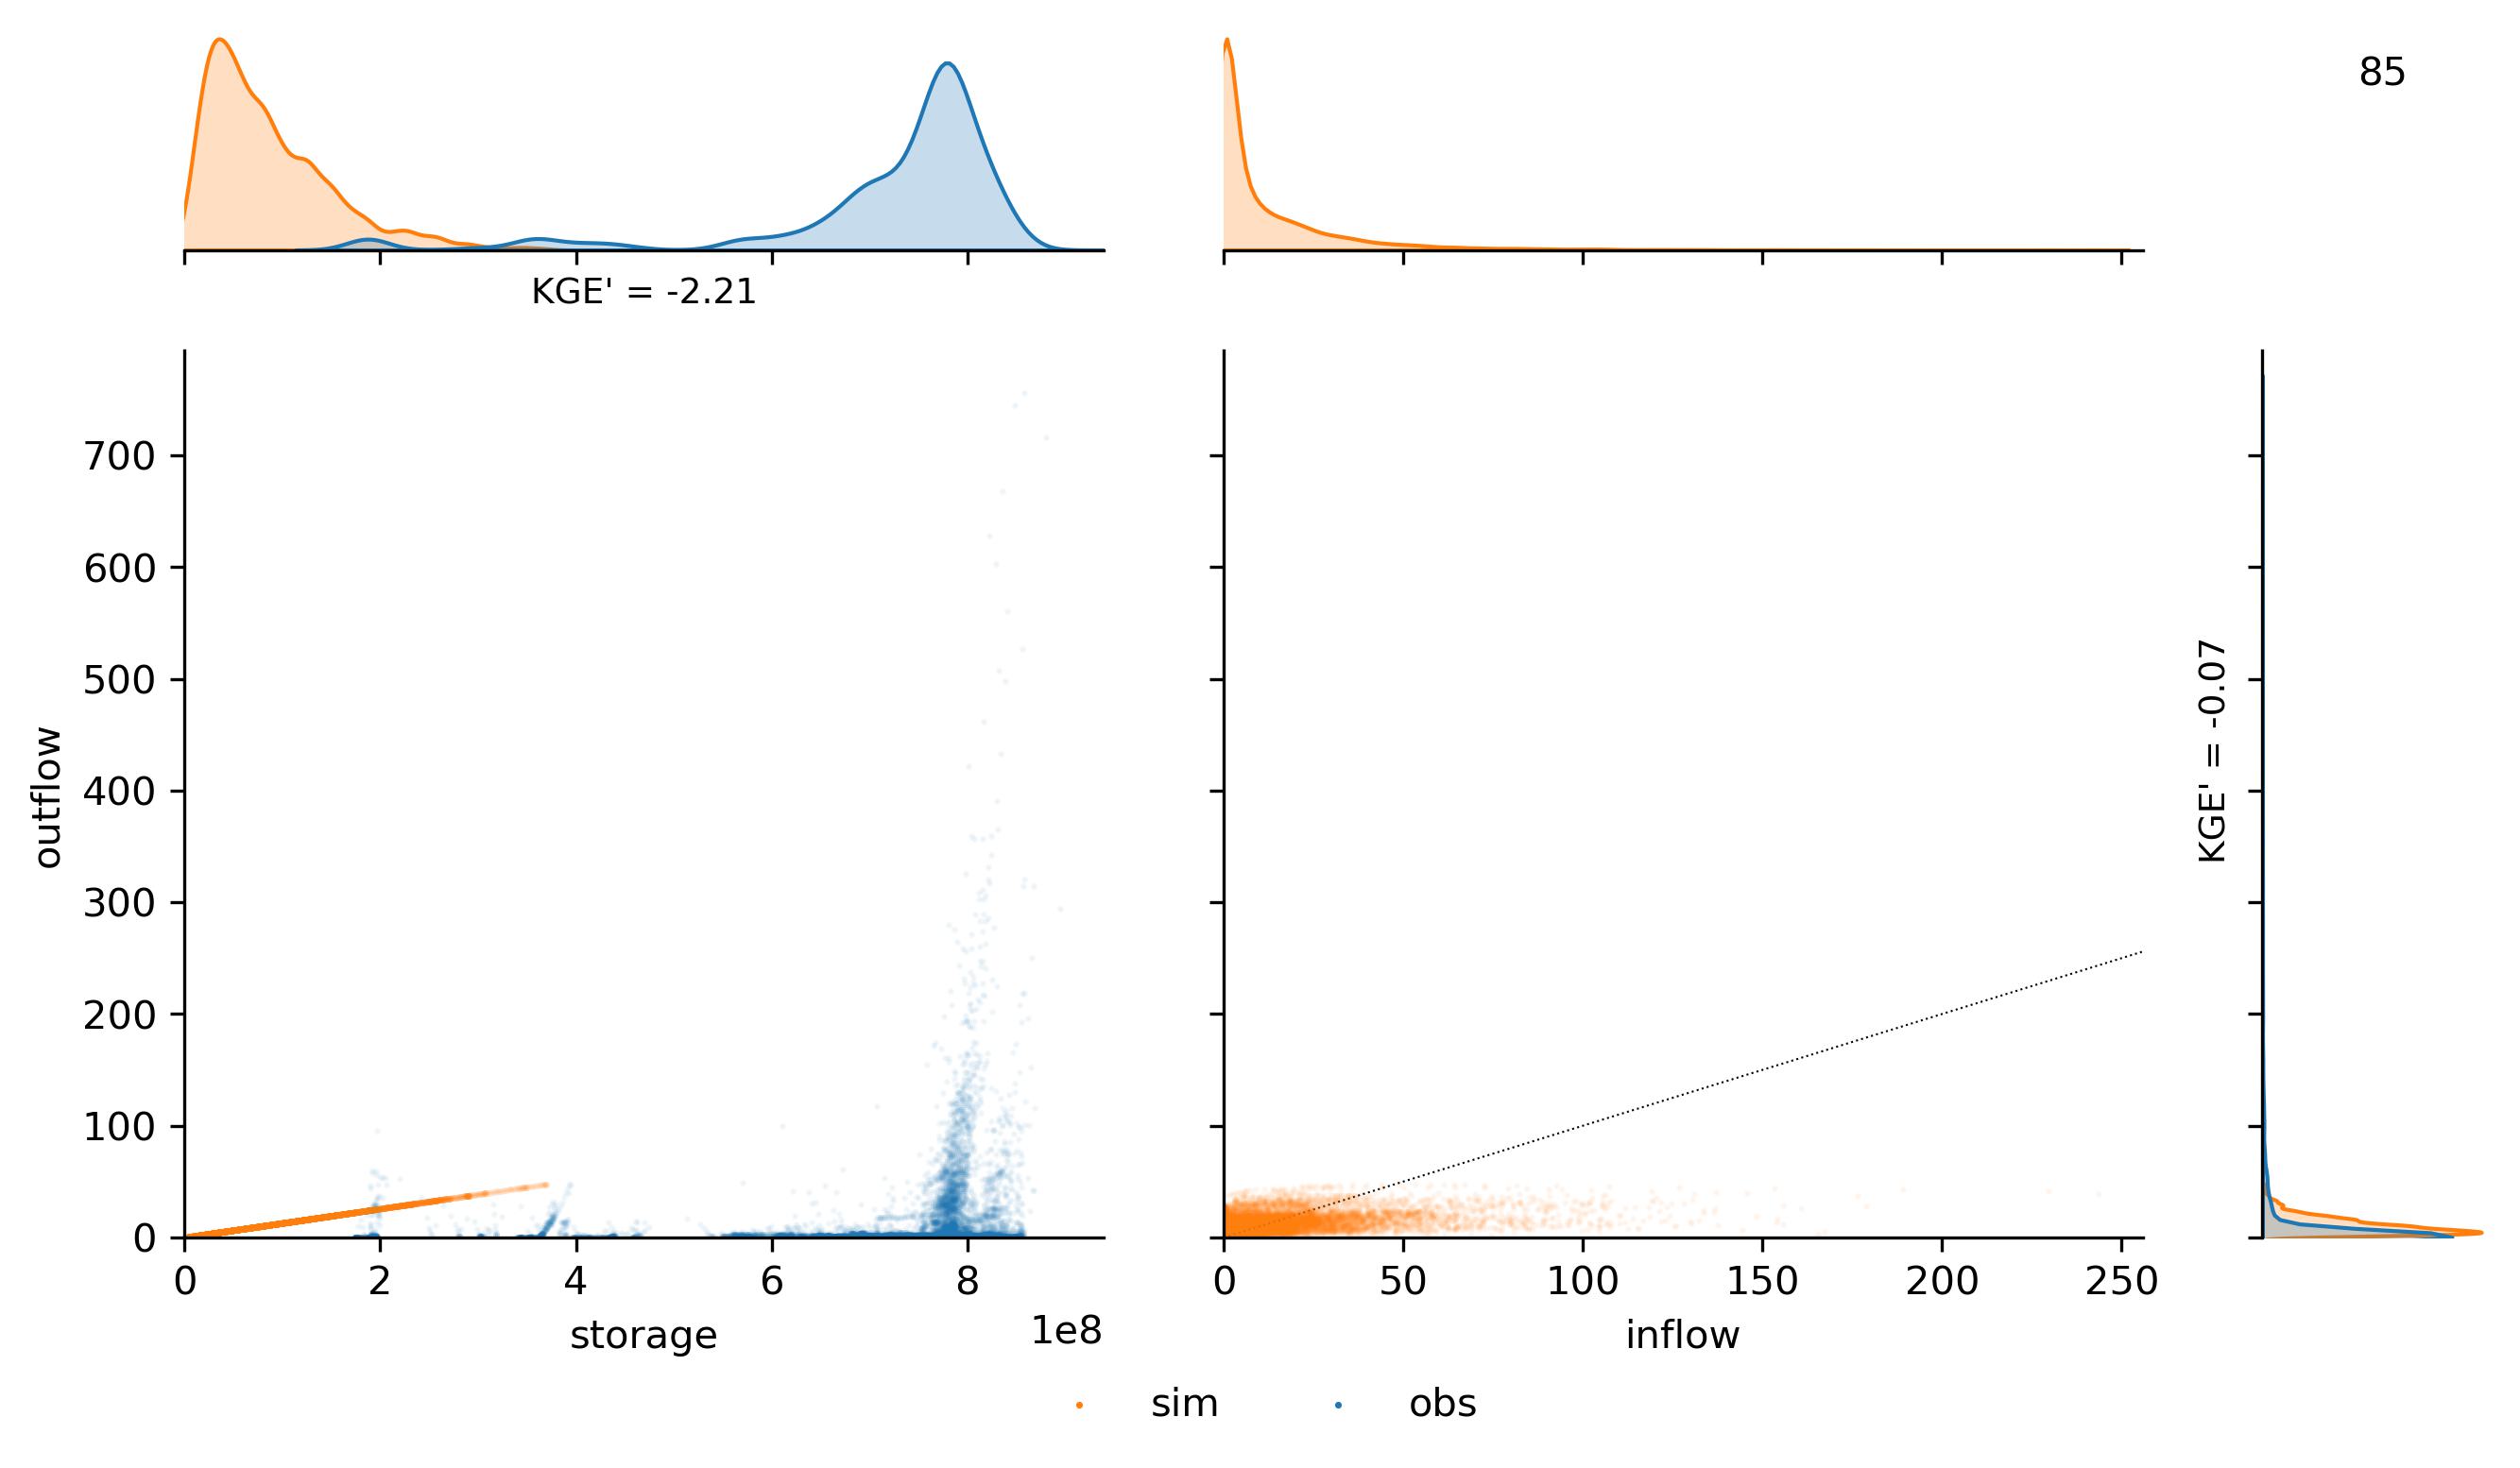 85
KGE' = -2.21
outflow
700
600
500
400
300
200
100
0
KGE' = -0.07
0 2 4 6 8
1e8
storage
0 50 100 150 200 250
inflow
sim obs